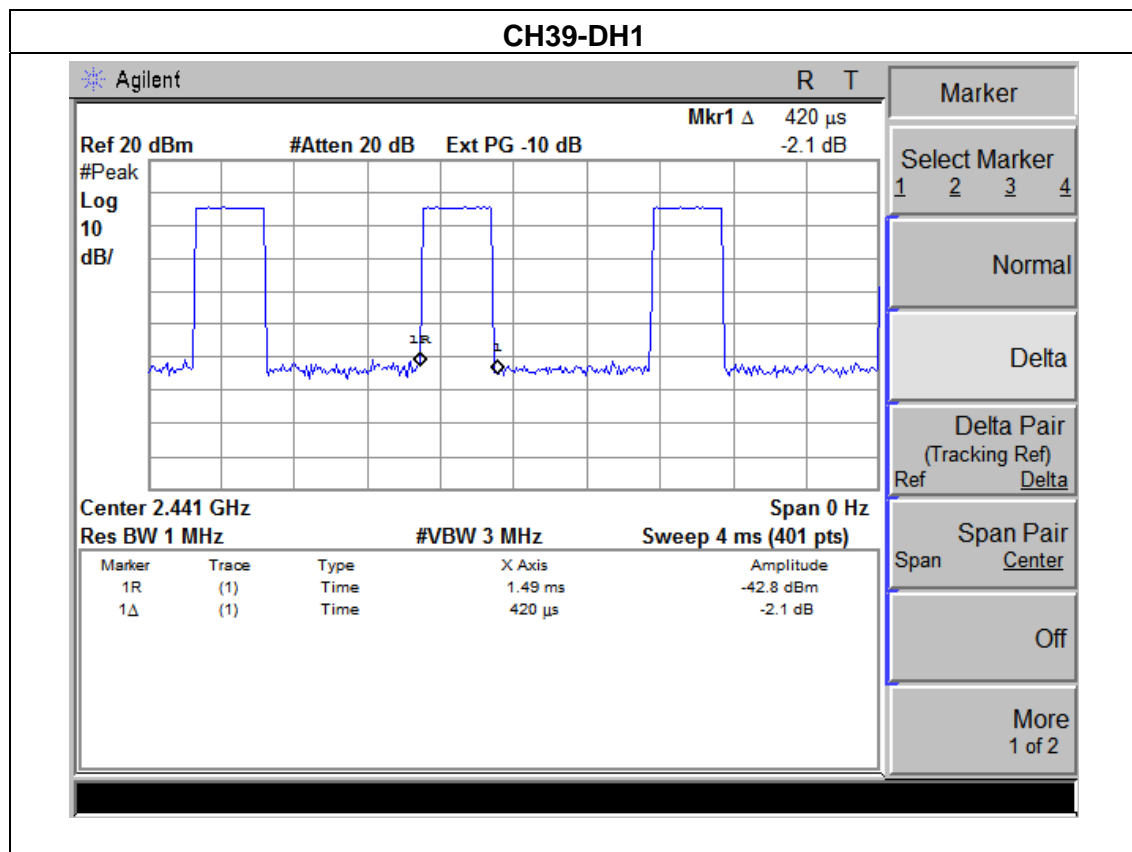 CH39-DH1
Agilent R T
Mkr1 Δ 420 µs
Ref 20 dBm #Atten 20 dB Ext PG -10 dB -2.1 dB
#Peak
Log
10
dB/
1R
1
Center 2.441 GHz Span 0 Hz
Res BW 1 MHz #VBW 3 MHz Sweep 4 ms (401 pts)
Marker Trace Type X Axis Amplitude
1R (1) Time 1.49 ms -42.8 dBm
1Δ (1) Time 420 µs -2.1 dB
Marker
Select Marker
1 2 3 4
Normal
Delta
Delta Pair
(Tracking Ref)
Ref Delta
Span Pair
Span Center
Off
More
1 of 2